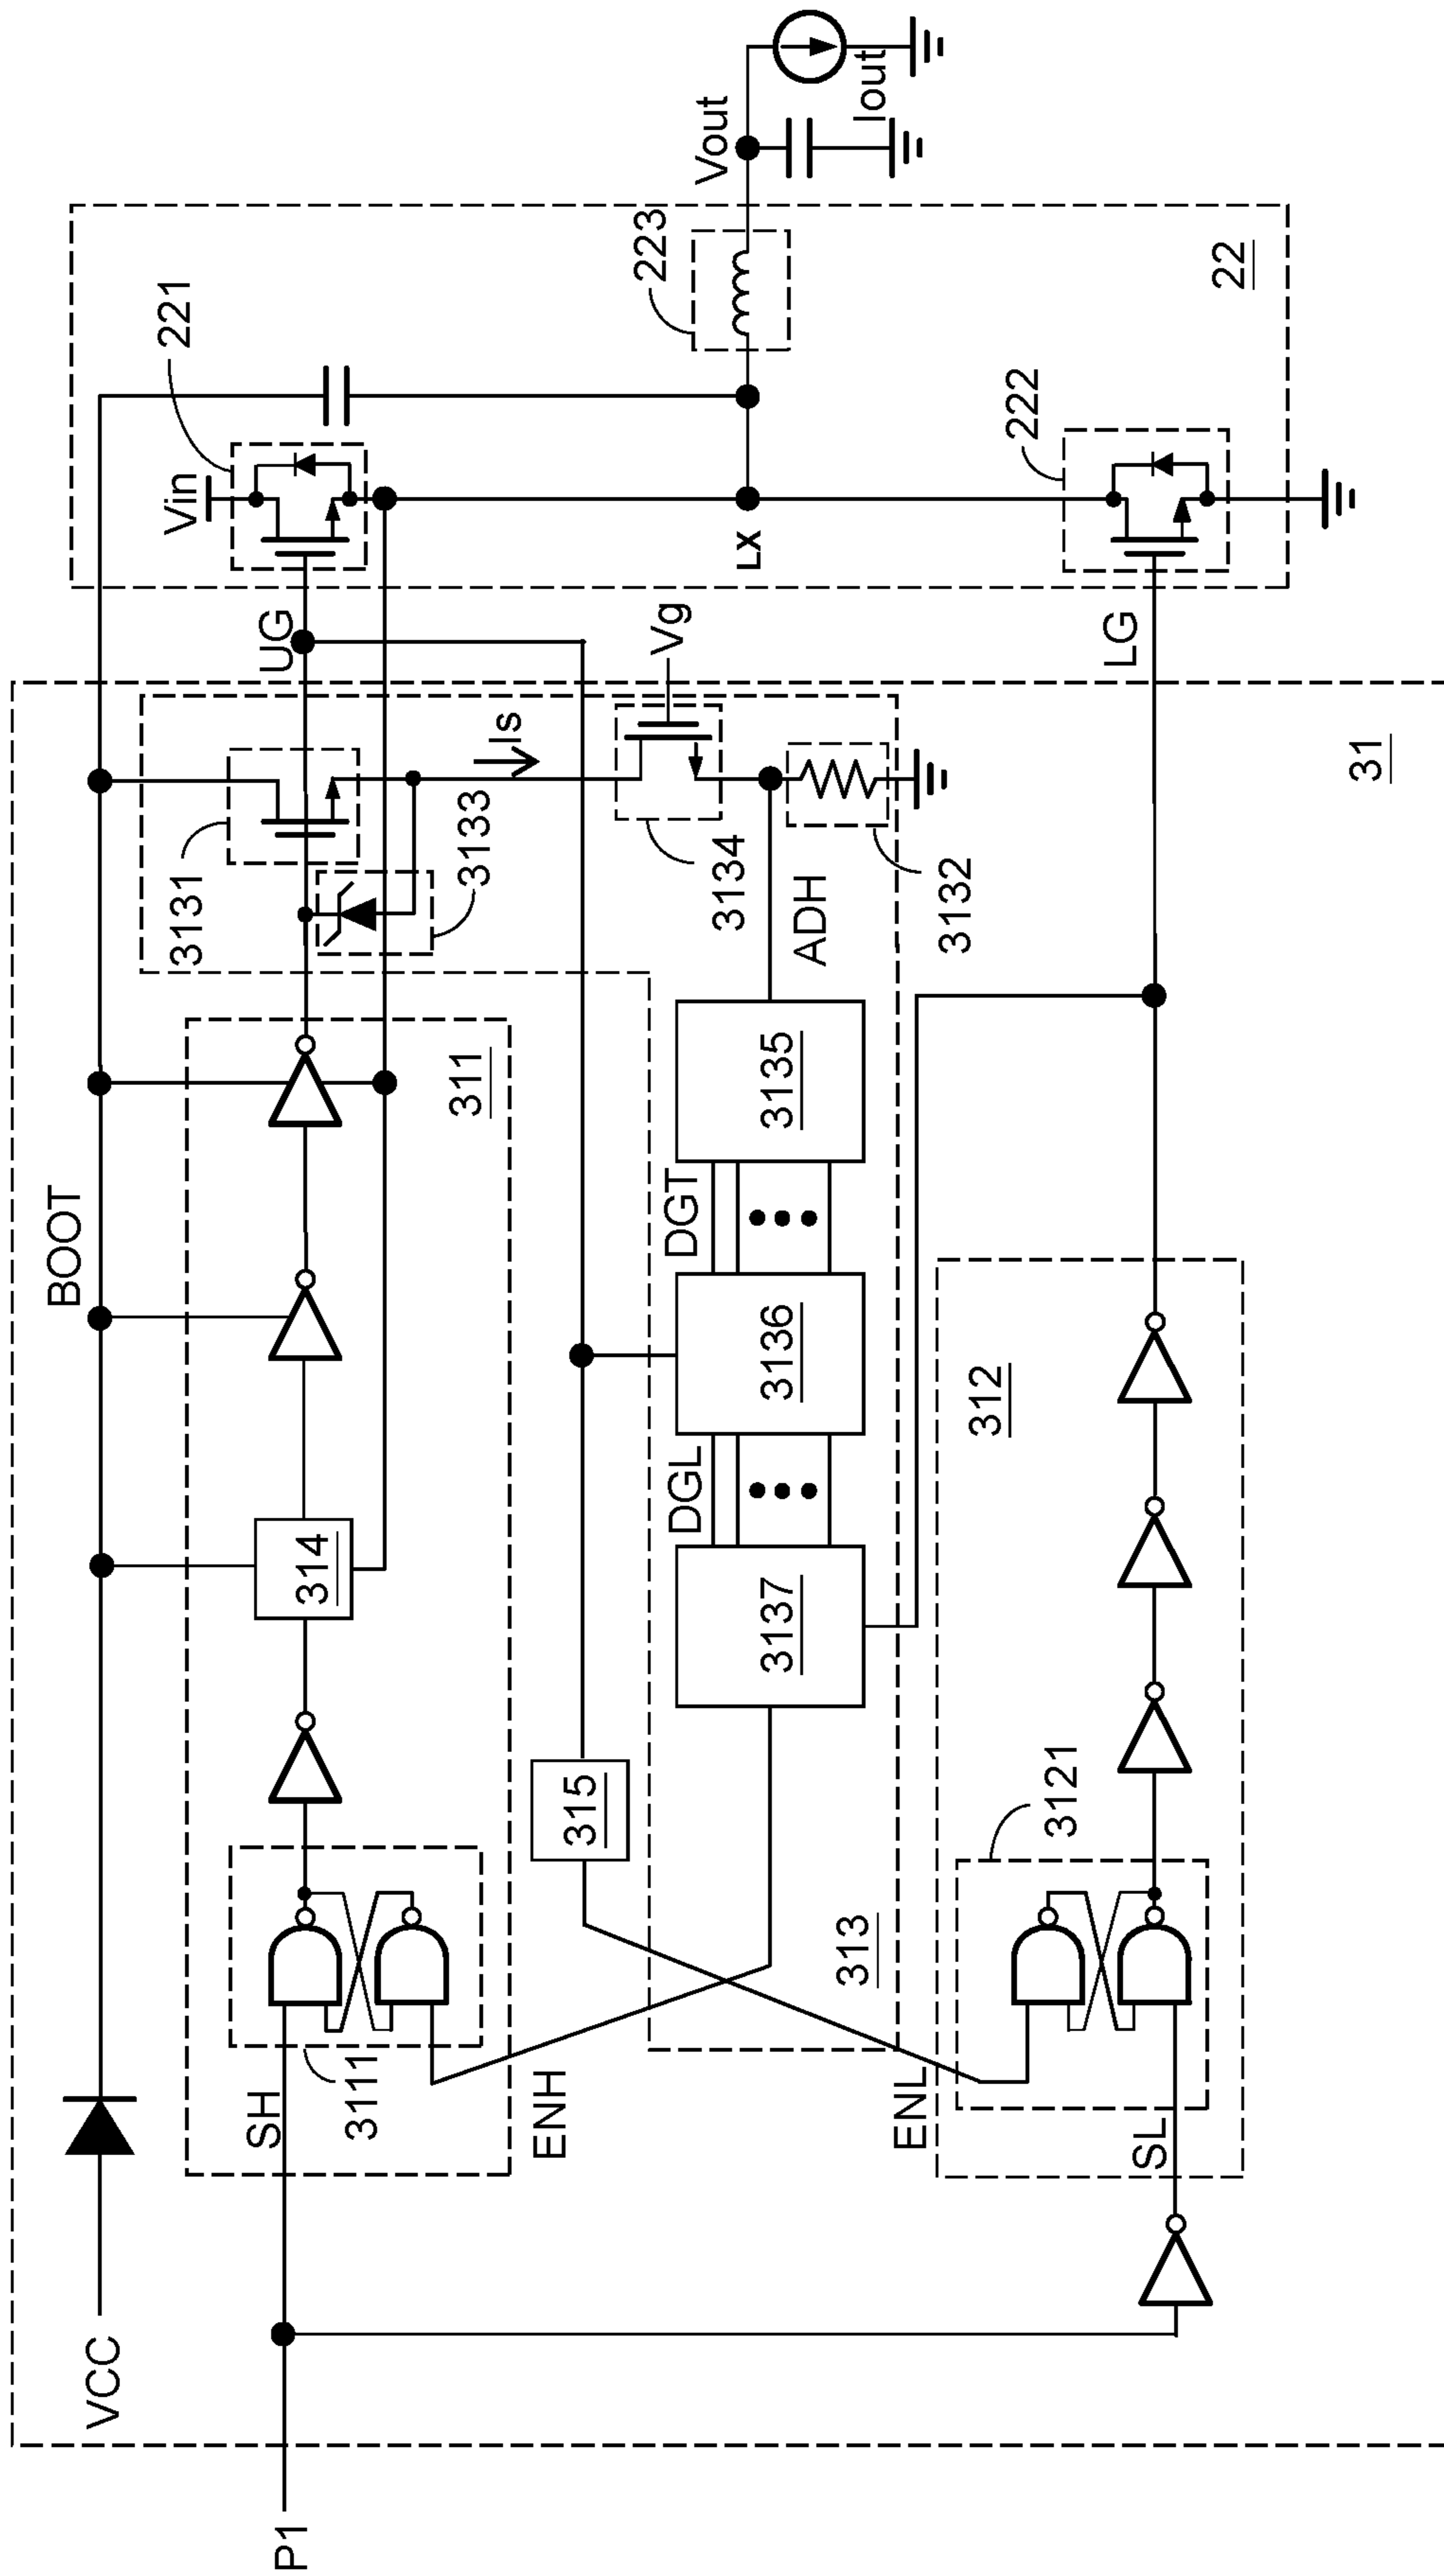 P1
VCC
BOOT
SH
3111
ENH
ENL
SL
3121
315
313
3137
DGL
3136
DGT
3135
314
311
312
3131
3133
3134
ADH
3132
Is
Vg
31
UG
LG
Vin
221
LX
222
223
22
Vout
Iout